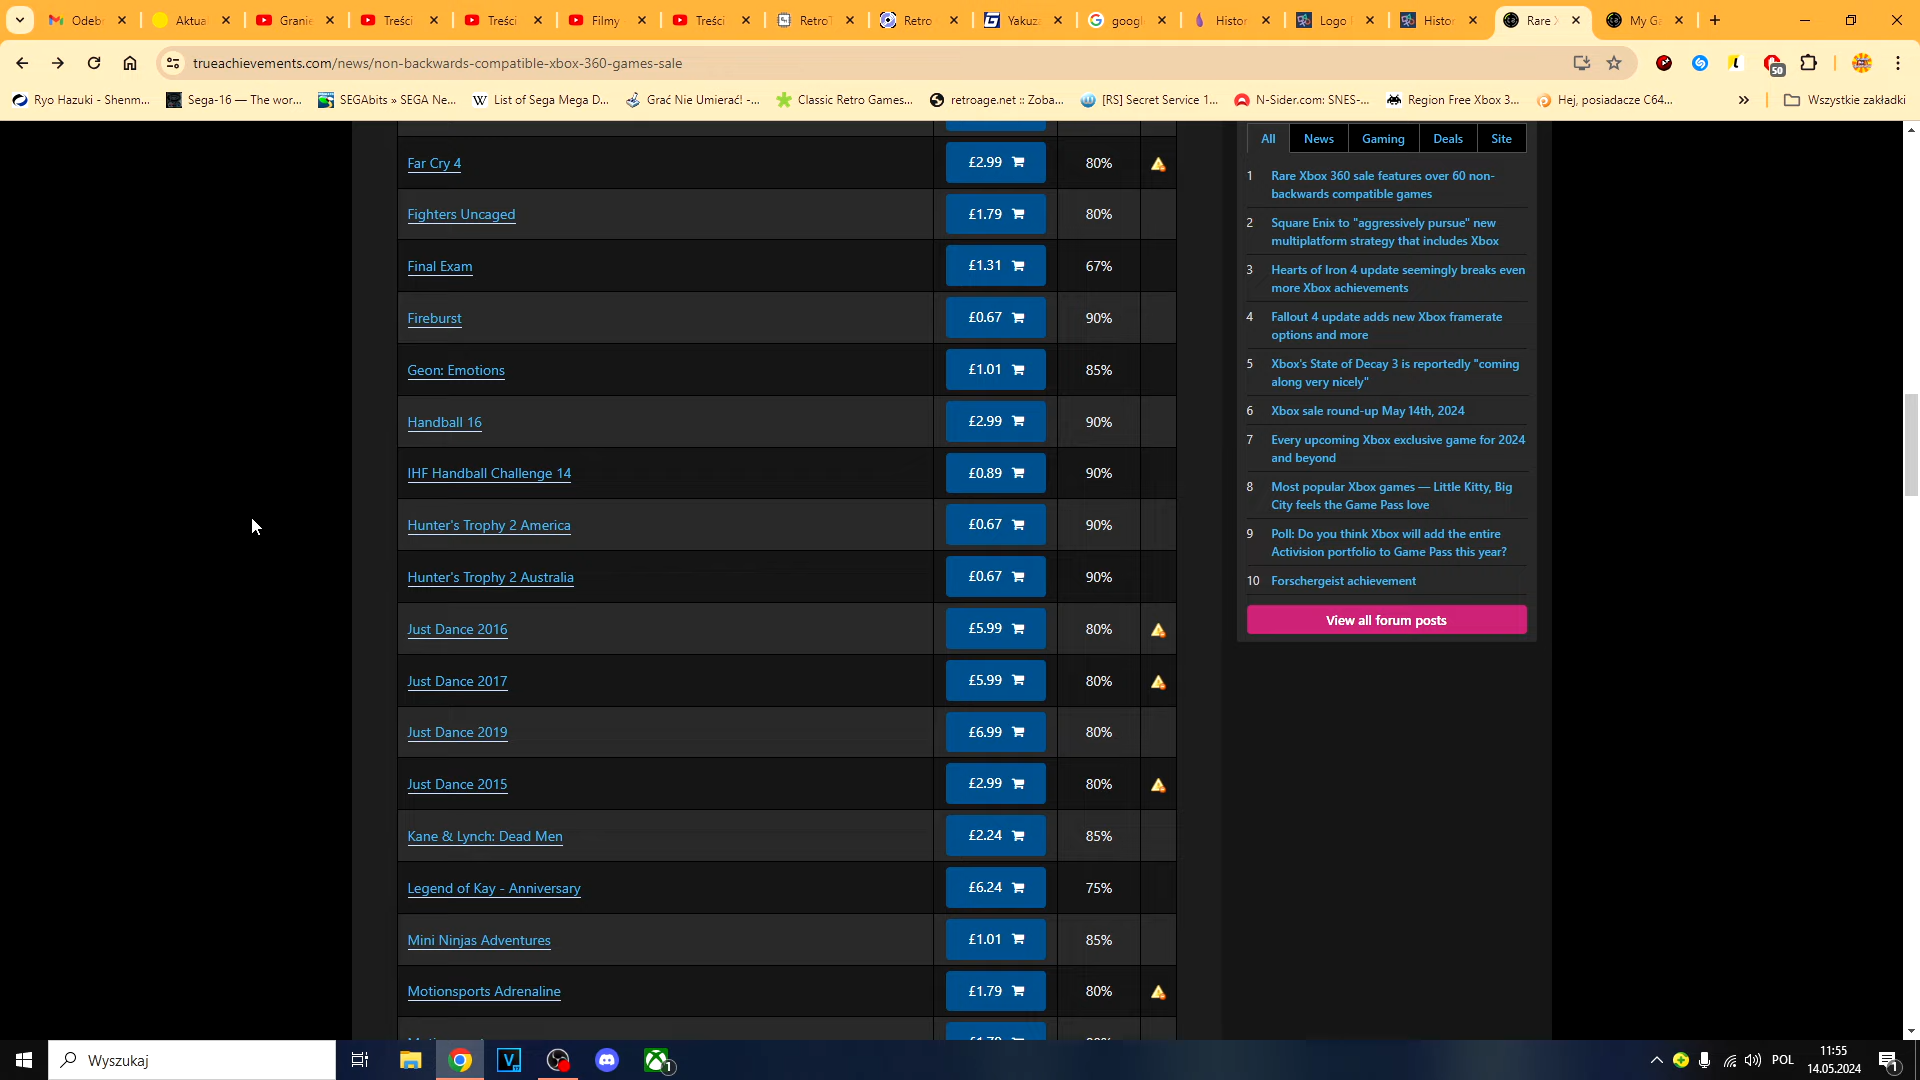 Odeb
Aktua
Granie
Treści
Treści
Filmy
Treści
RetroT
Retro
Yakuza
googl
Histor
Logo
Histor
Rare X
My Ga
trueachievements.com/news/non-backwards-compatible-xbox-360-games-sale
50
Ryo Hazuki - Shenm...
Sega-16 — The wor...
SEGAbits » SEGA Ne...
List of Sega Mega D...
Grać Nie Umierać! -...
Classic Retro Games...
retroage.net :: Zoba...
[RS] Secret Service 1...
N-Sider.com: SNES-...
Region Free Xbox 3...
Hej, posiadacze C64...
Wszystkie zakładki
Far Cry 4 £2.99 80%
Fighters Uncaged £1.79 80%
Final Exam £1.31 67%
Fireburst £0.67 90%
Geon: Emotions £1.01 85%
Handball 16 £2.99 90%
IHF Handball Challenge 14 £0.89 90%
Hunter's Trophy 2 America £0.67 90%
Hunter's Trophy 2 Australia £0.67 90%
Just Dance 2016 £5.99 80%
Just Dance 2017 £5.99 80%
Just Dance 2019 £6.99 80%
Just Dance 2015 £2.99 80%
Kane & Lynch: Dead Men £2.24 85%
Legend of Kay - Anniversary £6.24 75%
Mini Ninjas Adventures £1.01 85%
Motionsports Adrenaline £1.79 80%
All News Gaming Deals Site
1 Rare Xbox 360 sale features over 60 non-
backwards compatible games
2 Square Enix to "aggressively pursue" new
multiplatform strategy that includes Xbox
3 Hearts of Iron 4 update seemingly breaks even
more Xbox achievements
4 Fallout 4 update adds new Xbox framerate
options and more
5 Xbox's State of Decay 3 is reportedly "coming
along very nicely"
6 Xbox sale round-up May 14th, 2024
7 Every upcoming Xbox exclusive game for 2024
and beyond
8 Most popular Xbox games — Little Kitty, Big
City feels the Game Pass love
9 Poll: Do you think Xbox will add the entire
Activision portfolio to Game Pass this year?
10 Forschergeist achievement
View all forum posts
Wyszukaj
1
POL
11:55
14.05.2024
1